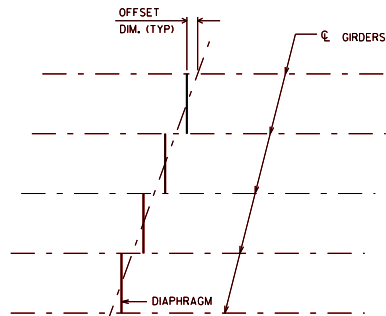 OFFSET
DIM. (TYP)
℄ GIRDERS
DIAPHRAGM